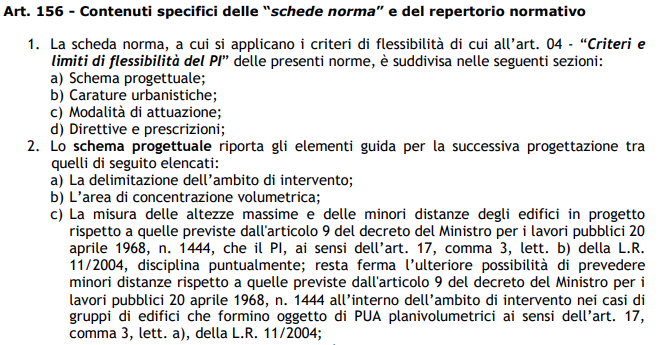 Art. 156 - Contenuti specifici delle “schede norma” e del repertorio normativo
1. La scheda norma, a cui si applicano i criteri di flessibilità di cui all’art. 04 - “Criteri e
limiti di flessibilità del PI” delle presenti norme, è suddivisa nelle seguenti sezioni:
a) Schema progettuale;
b) Carature urbanistiche;
c) Modalità di attuazione;
d) Direttive e prescrizioni;
2. Lo schema progettuale riporta gli elementi guida per la successiva progettazione tra
quelli di seguito elencati:
a) La delimitazione dell’ambito di intervento;
b) L’area di concentrazione volumetrica;
c) La misura delle altezze massime e delle minori distanze degli edifici in progetto
rispetto a quelle previste dall'articolo 9 del decreto del Ministro per i lavori pubblici 20
aprile 1968, n. 1444, che il PI, ai sensi dell’art. 17, comma 3, lett. b) della L.R.
11/2004, disciplina puntualmente; resta ferma l’ulteriore possibilità di prevedere
minori distanze rispetto a quelle previste dall'articolo 9 del decreto del Ministro per i
lavori pubblici 20 aprile 1968, n. 1444 all’interno dell’ambito di intervento nei casi di
gruppi di edifici che formino oggetto di PUA planivolumetrici ai sensi dell’art. 17,
comma 3, lett. a), della L.R. 11/2004;